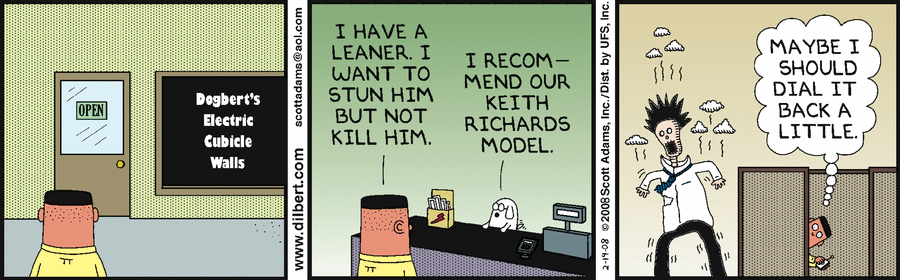 OPEN
Dogbert's
Electric
Cubicle
Walls
www.dilbert.com
scottadams@aol.com
I HAVE A
LEANER. I
WANT TO
STUN HIM
BUT NOT
KILL HIM.
I RECOM-
MEND OUR
KEITH
RICHARDS
MODEL.
2-19-08 © 2008 Scott Adams, Inc./Dist. by UFS, Inc.
MAYBE I
SHOULD
DIAL IT
BACK A
LITTLE.